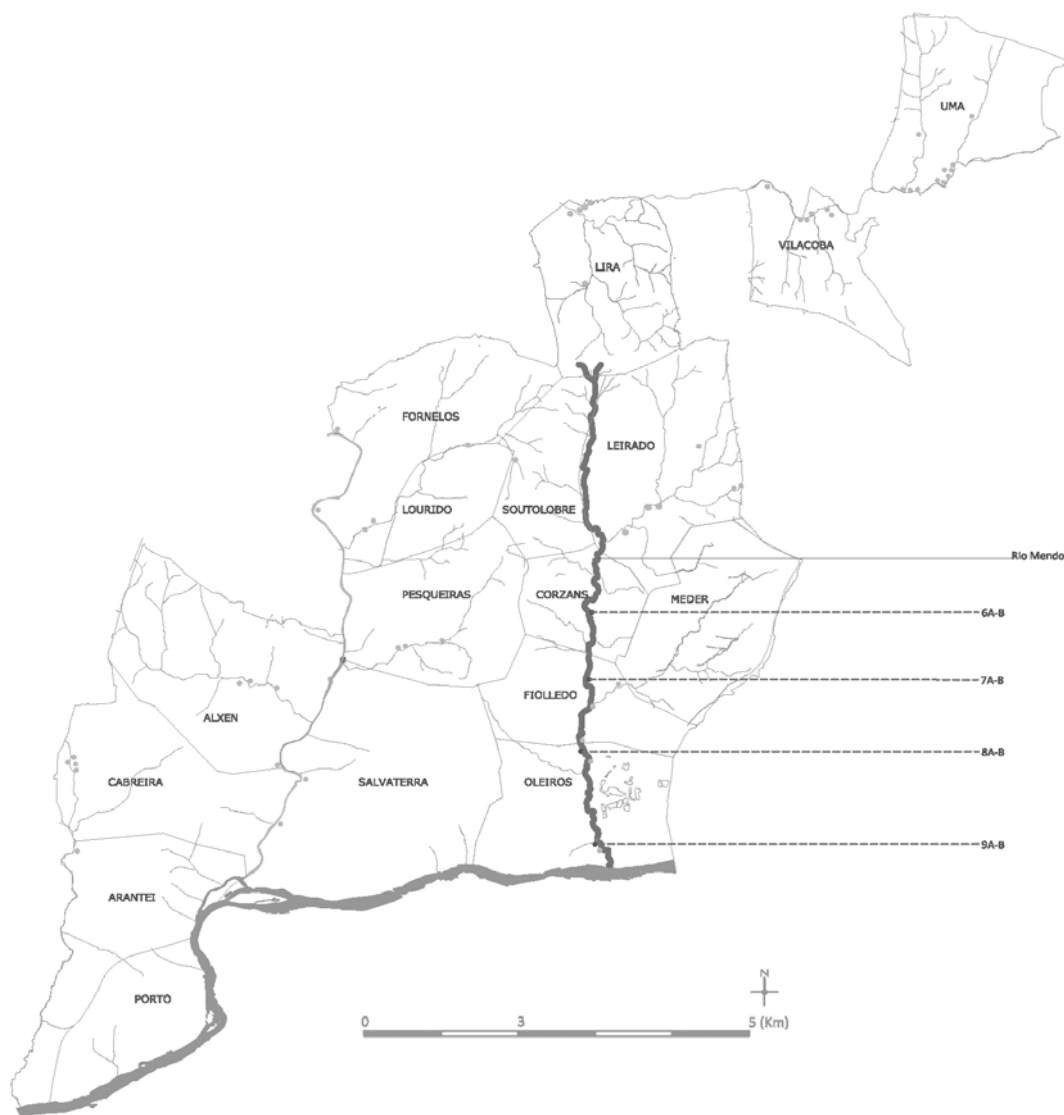 UMA
VILACOBA
LIRA
FORNELOS
LEIRADO
LOURIDO
SOUTOLOBRE
Río Mendo
PESQUEIRAS
CORZANS
MEDER
6A-B
7A-B
FIOLLEDO
ALXEN
8A-B
CABREIRA
SALVATERRA
OLEIROS
9A-B
ARANTEI
N
PORTO
0 3 5 (Km)